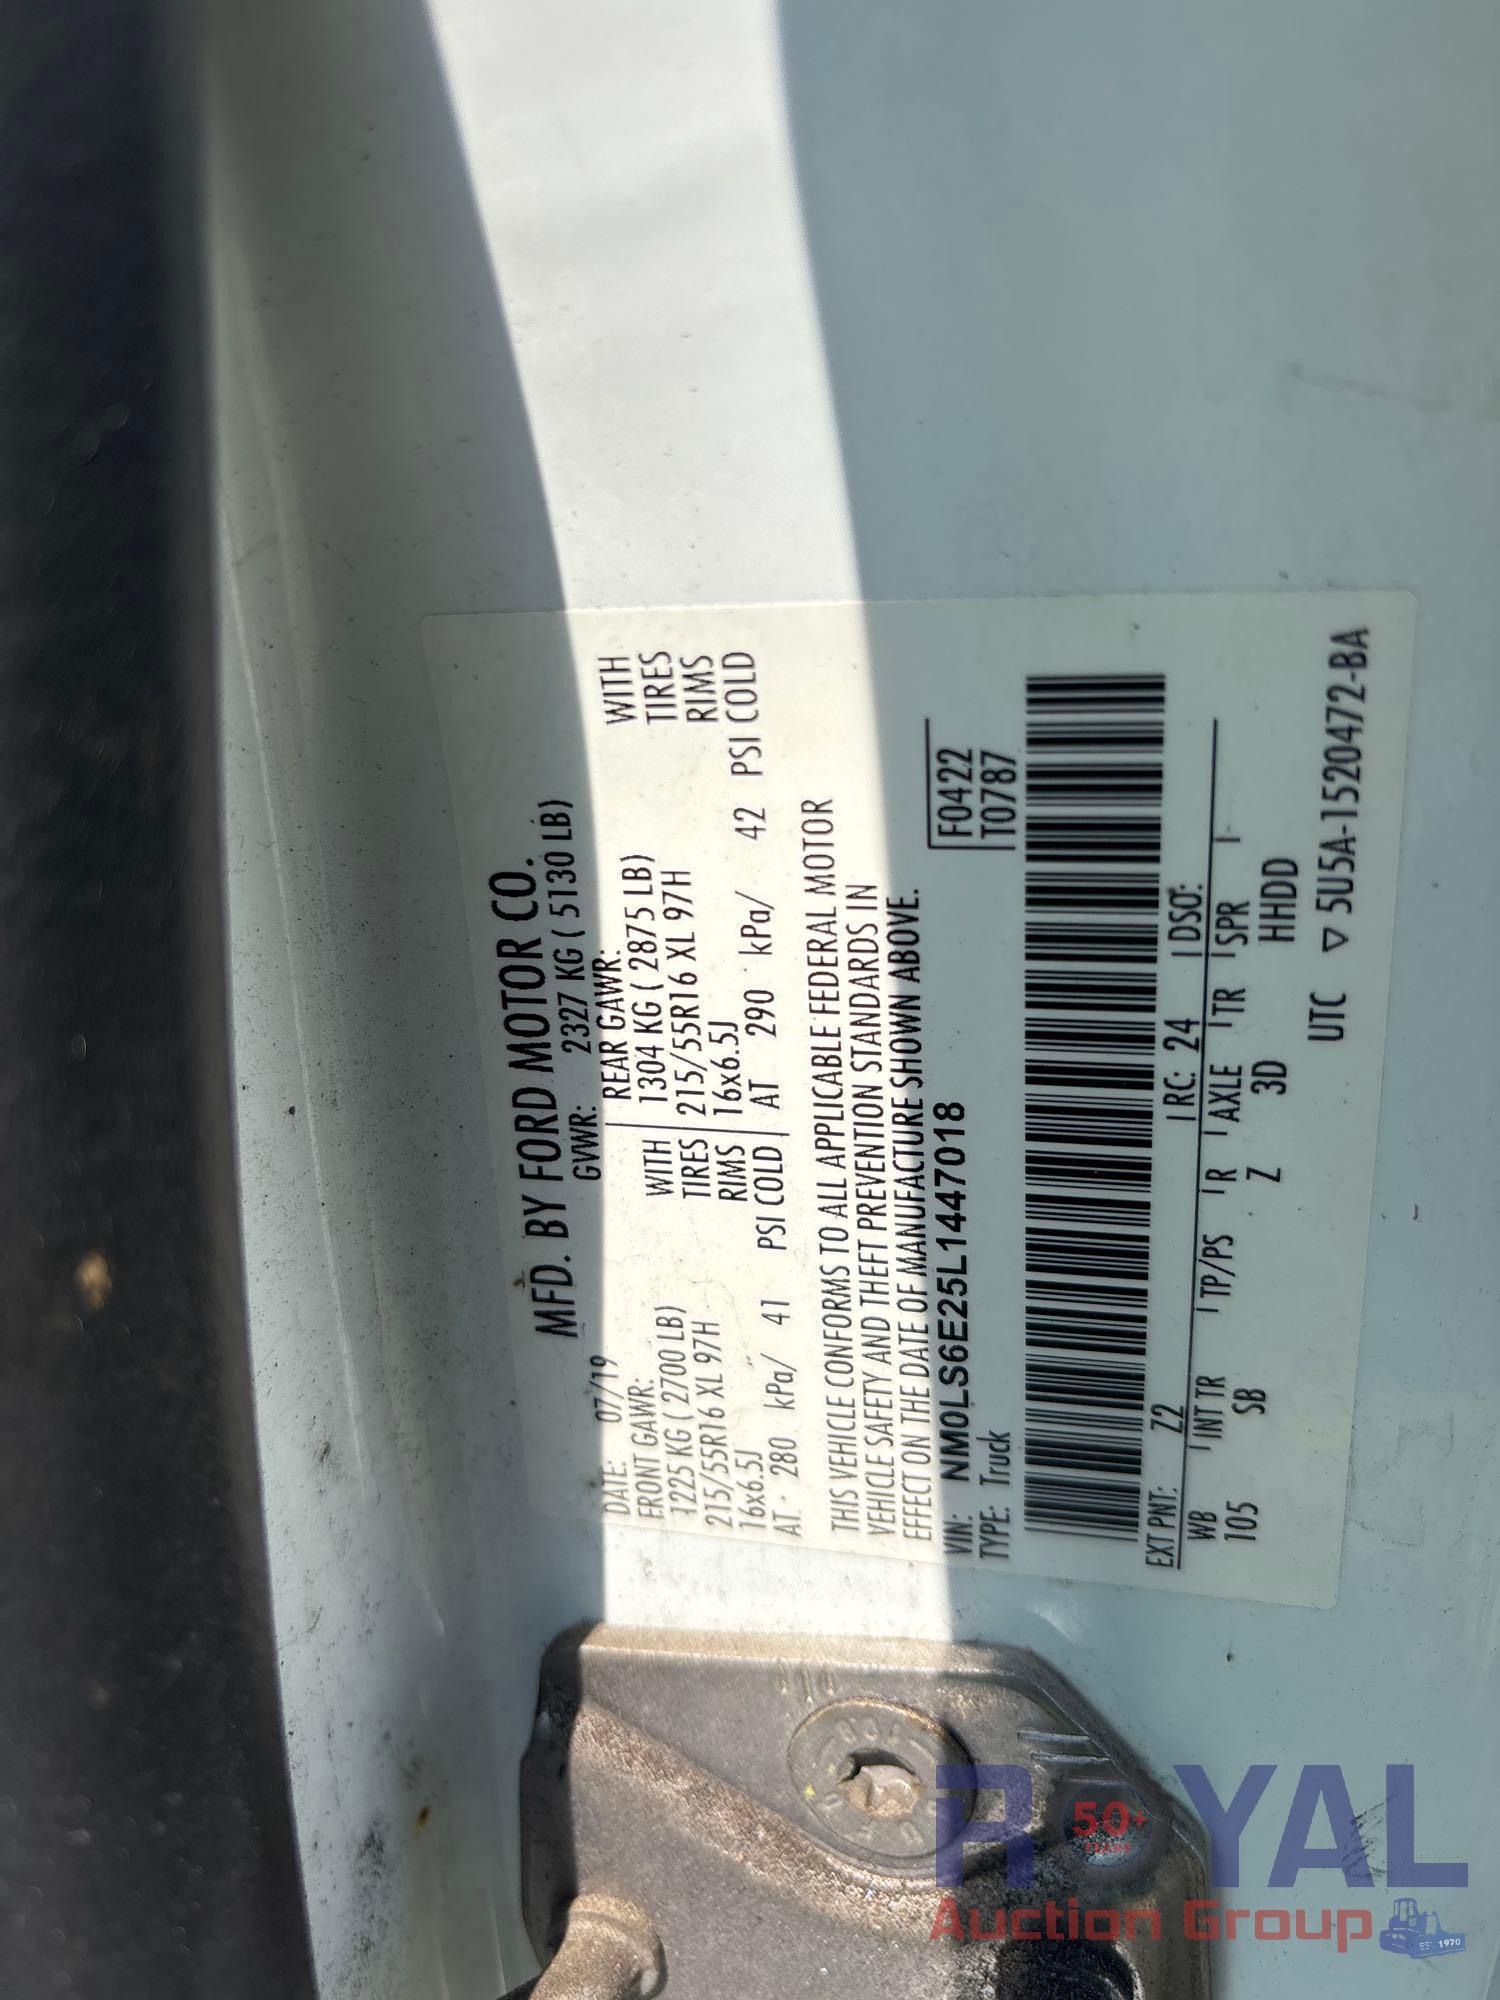 MFD. BY FORD MOTOR CO.
DATE: 07/19 GVWR: 2327 KG ( 5130 LB)
FRONT GAWR: REAR GAWR:
1225 KG ( 2700 LB) WITH 1304 KG ( 2875 LB) WITH
215/55R16 XL 97H TIRES 215/55R16 XL 97H TIRES
16x6.5J RIMS 16x6.5J RIMS
AT 280 kPa/ 41 PSI COLD AT 290 kPa/ 42 PSI COLD
THIS VEHICLE CONFORMS TO ALL APPLICABLE FEDERAL MOTOR
VEHICLE SAFETY AND THEFT PREVENTION STANDARDS IN
EFFECT ON THE DATE OF MANUFACTURE SHOWN ABOVE.
VIN: NM0LS6E25L1447018 F0422
TYPE: Truck T0787
EXT PNT: Z2 RC: 24 DSO:
WB INT TR TP/PS R AXLE TR SPR
105 SB Z 3D HHDD
UTC ▽ 5U5A-1520472-BA
ROYAL
50+
YEARS
Auction Group
EST. 1970